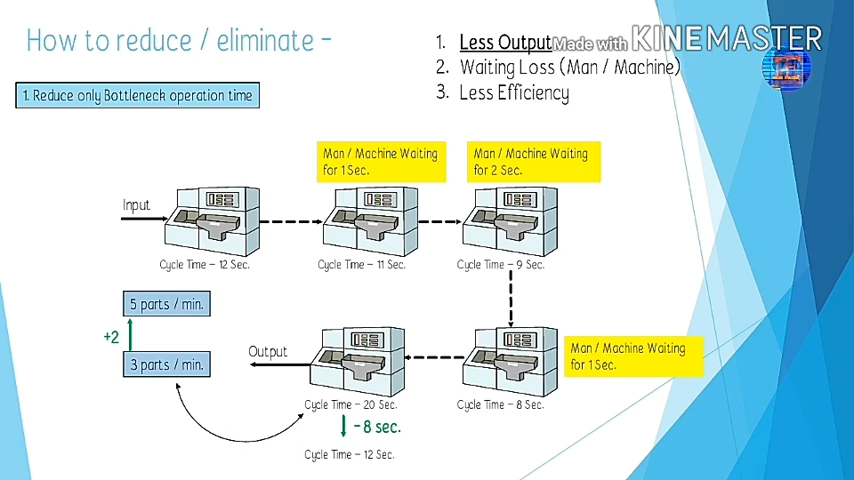 How to reduce / eliminate -
1. Less Output
Made with KINEMASTER
2. Waiting Loss (Man / Machine)
3. Less Efficiency
1. Reduce only Bottleneck operation time
Man / Machine Waiting
for 1 Sec.
Man / Machine Waiting
for 2 Sec.
Input
Cycle Time - 12 Sec.
Cycle Time - 11 Sec.
Cycle Time - 9 Sec.
5 parts / min.
+2
3 parts / min.
Output
Man / Machine Waiting
for 1 Sec.
Cycle Time - 20 Sec.
Cycle Time - 8 Sec.
- 8 sec.
Cycle Time - 12 Sec.